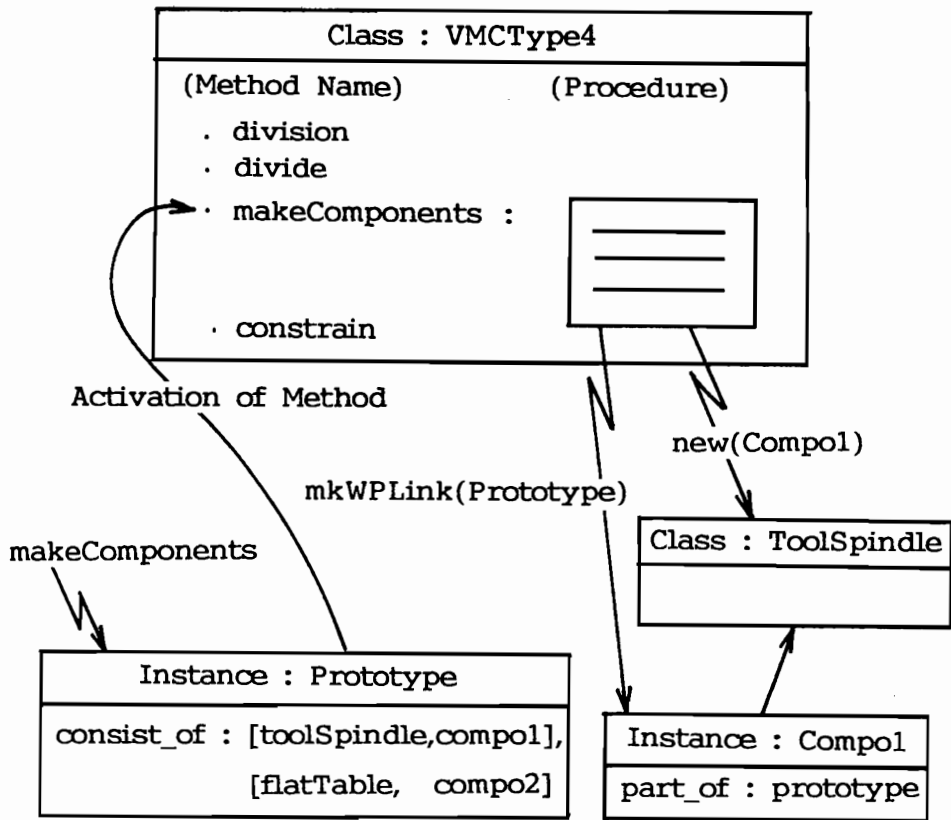 Class : VMCType4
(Method Name) (Procedure)
· division
· divide
· makeComponents :
· constrain
Activation of Method
new(Compo1)
mkWPLink(Prototype)
Class : ToolSpindle
makeComponents
Instance : Prototype
consist_of : [toolSpindle,compo1],
[flatTable, compo2]
Instance : Compo1
part_of : prototype